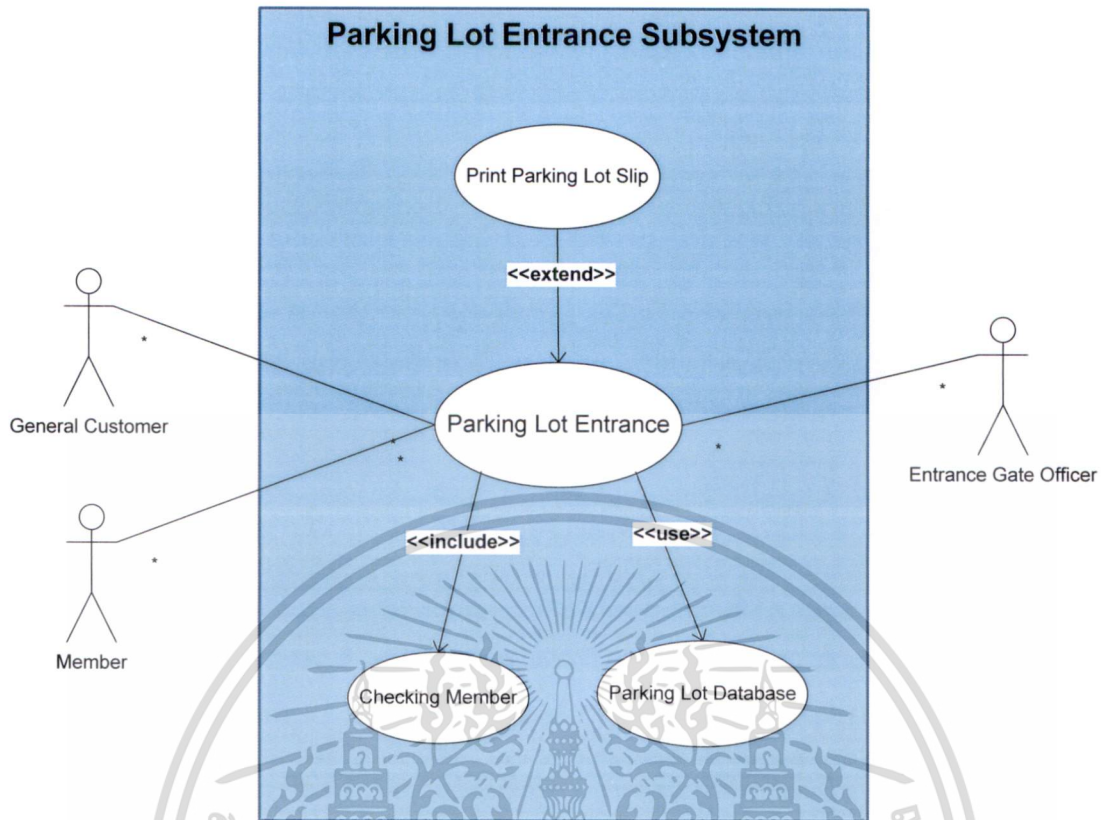 Parking Lot Entrance Subsystem
Print Parking Lot Slip
<<extend>>
General Customer
*
Parking Lot Entrance
*
*
*
*
Entrance Gate Officer
Member
*
<<include>>
<<use>>
Checking Member
Parking Lot Database